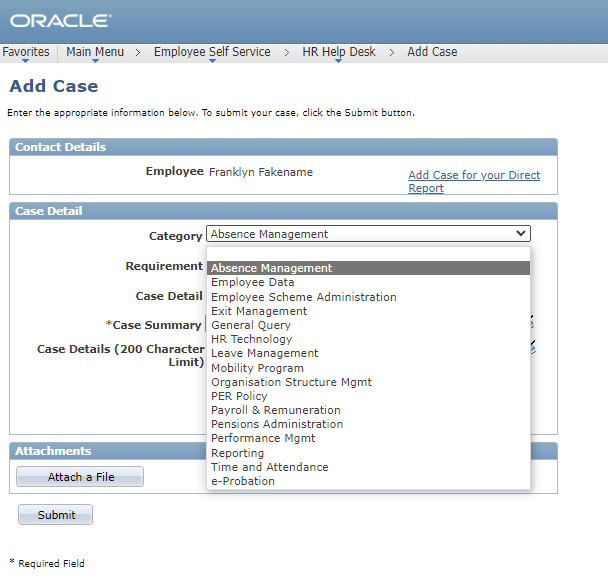 ORACLE
Favorites Main Menu > Employee Self Service > HR Help Desk > Add Case
Add Case
Enter the appropriate information below. To submit your case, click the Submit button.
Contact Details
Employee Franklyn Fakename
Add Case for your Direct
Report
Case Detail
Category Absence Management
Requirement
Case Detail
*Case Summary
Case Details (200 Character
Limit)
Absence Management
Employee Data
Employee Scheme Administration
Exit Management
General Query
HR Technology
Leave Management
Mobility Program
Organisation Structure Mgmt
PER Policy
Payroll & Remuneration
Pensions Administration
Performance Mgmt
Reporting
Time and Attendance
e-Probation
Attachments
Attach a File
Submit
* Required Field